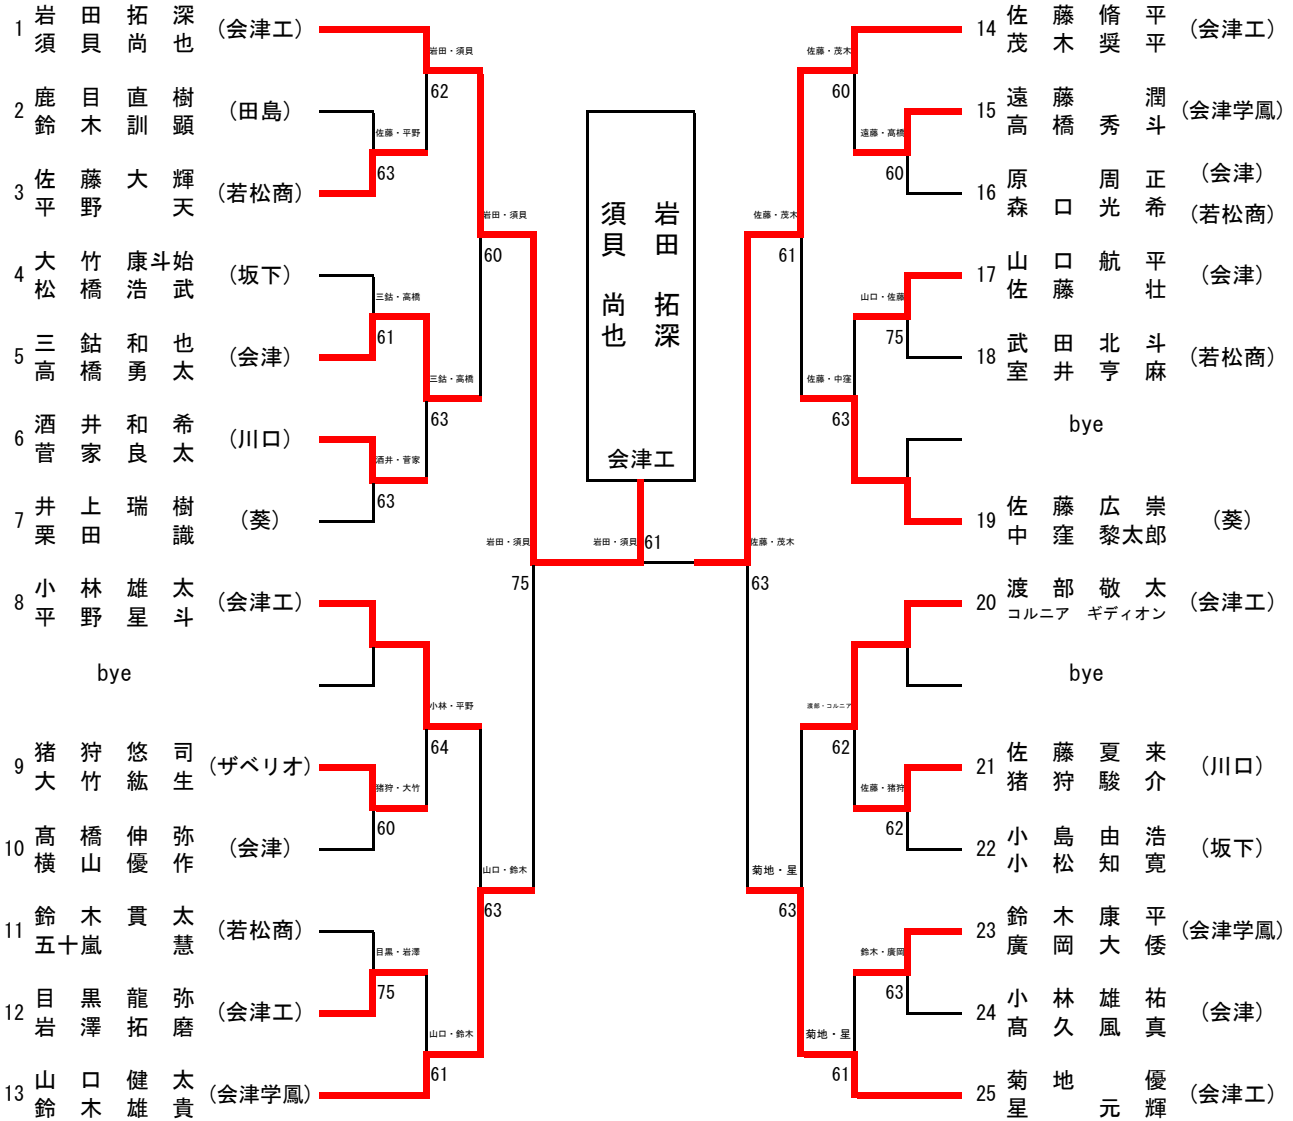 1 岩田拓深 (会津工)
須貝尚也
2 鹿目直樹 (田島)
鈴木訓顕
3 佐藤大輝 (若松商)
平野天
4 大竹康斗始 (坂下)
松橋浩武
5 三鈷和也 (会津)
高橋勇太
6 酒井和希 (川口)
菅家良太
7 井上瑞樹 (葵)
栗田識
8 小林雄太 (会津工)
平野星斗
bye
9 猪狩悠司 (ザベリオ)
大竹紘生
10 髙橋伸弥 (会津)
横山優作
11 鈴木貫太 (若松商)
五十嵐慧
12 目黒龍弥 (会津工)
岩澤拓磨
13 山口健太 (会津学鳳)
鈴木雄貴
岩田・須貝
62
佐藤・平野
63
岩田・須貝
60
三鈷・高橋
61
三鈷・高橋
63
酒井・菅家
63
岩田・須貝
75
小林・平野
64
猪狩・大竹
60
山口・鈴木
63
目黒・岩澤
75
山口・鈴木
61
岩田 拓深
須貝 尚也
会津工
岩田・須貝
61
佐藤・茂木
60
遠藤・高橋
60
佐藤・茂木
61
山口・佐藤
75
佐藤・中窪
63
佐藤・茂木
63
渡部・コルニア
62
佐藤・猪狩
62
菊地・星
63
鈴木・廣岡
63
菊地・星
61
14 佐藤脩平 (会津工)
茂木奨平
15 遠藤潤 (会津学鳳)
高橋秀斗
16 原周正 (会津)
森口光希 (若松商)
17 山口航平 (会津)
佐藤壮
18 武田北斗 (若松商)
室井亨麻
bye
19 佐藤広崇 (葵)
中窪黎太郎
20 渡部敬太 (会津工)
コルニア ギディオン
bye
21 佐藤夏来 (川口)
猪狩駿介
22 小島由浩 (坂下)
小松知寛
23 鈴木康平 (会津学鳳)
廣岡大倭
24 小林雄祐 (会津)
髙久風真
25 菊地優 (会津工)
星元輝